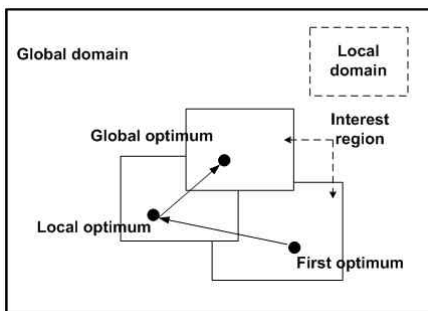 Global domain
Local
domain
Interest
region
Global optimum
Local optimum
First optimum